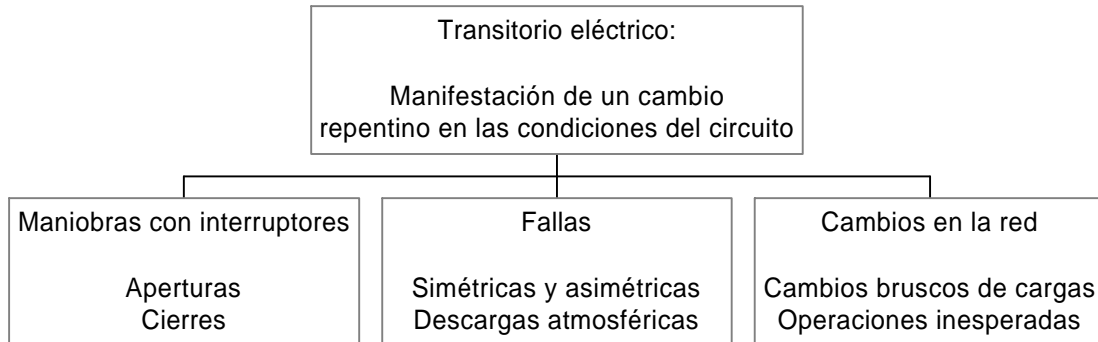 Transitorio eléctrico:
Manifestación de un cambio
repentino en las condiciones del circuito
Maniobras con interruptores
Aperturas
Cierres
Fallas
Simétricas y asimétricas
Descargas atmosféricas
Cambios en la red
Cambios bruscos de cargas
Operaciones inesperadas